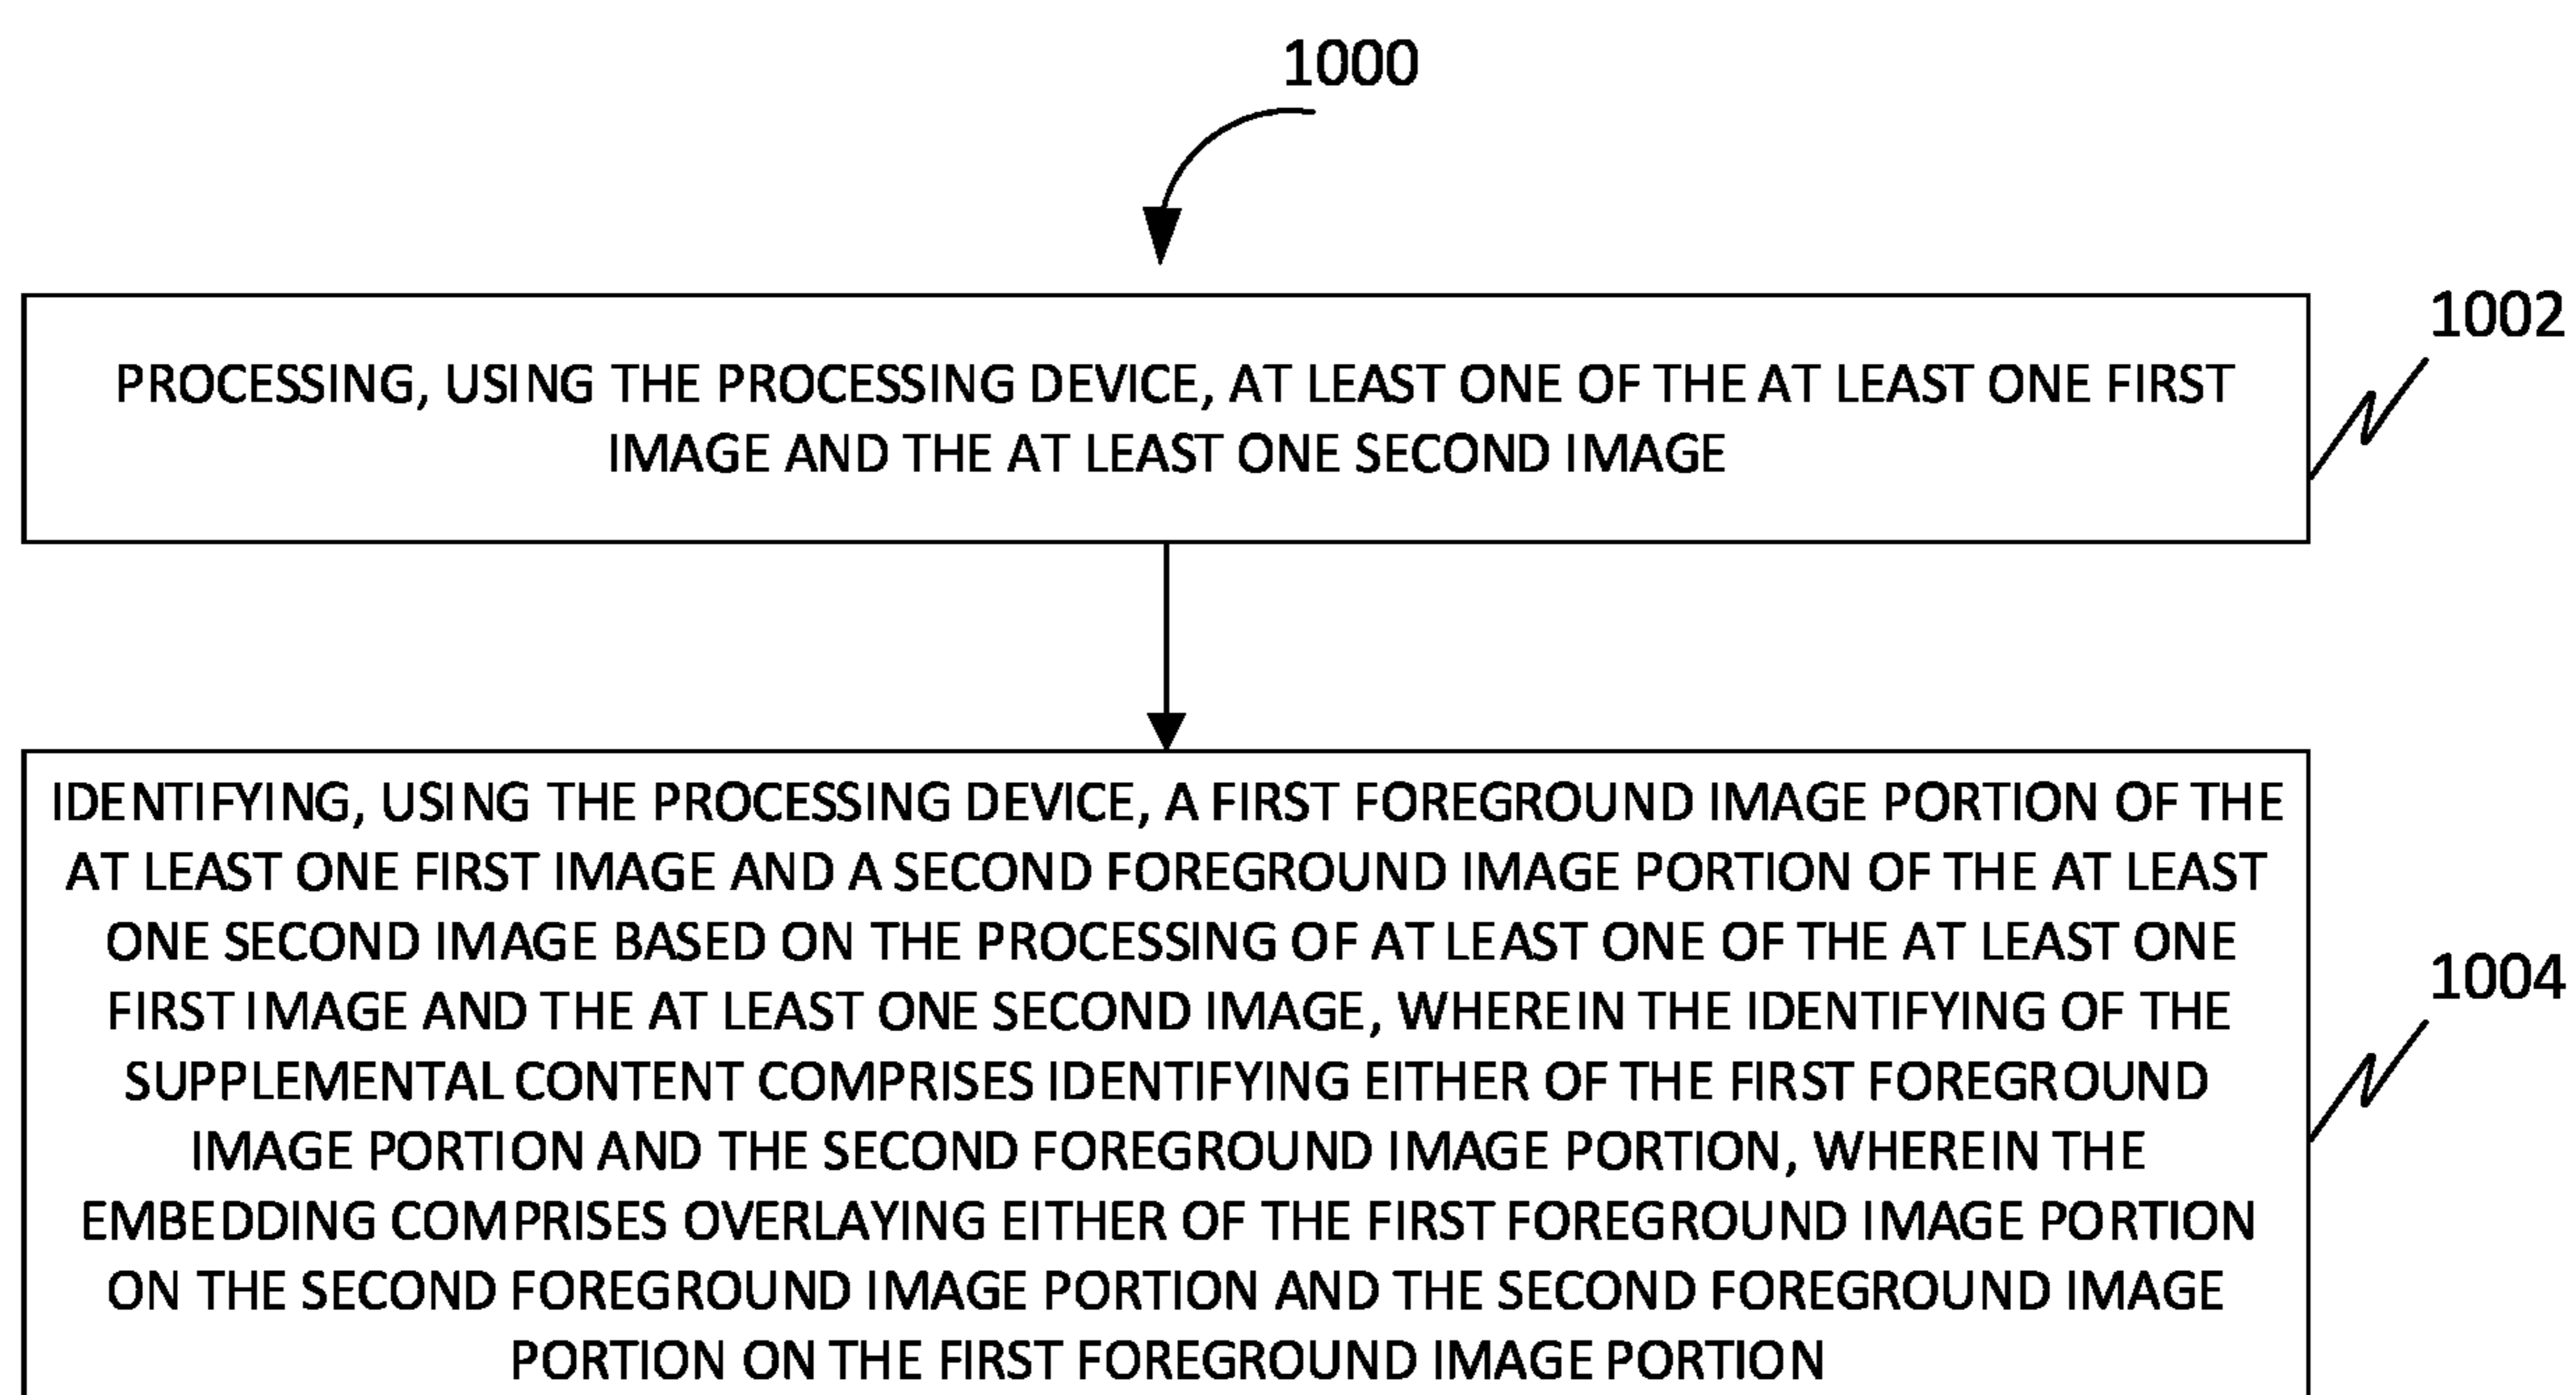 1000
1002
PROCESSING, USING THE PROCESSING DEVICE, AT LEAST ONE OF THE AT LEAST ONE FIRST
IMAGE AND THE AT LEAST ONE SECOND IMAGE
IDENTIFYING, USING THE PROCESSING DEVICE, A FIRST FOREGROUND IMAGE PORTION OF THE
AT LEAST ONE FIRST IMAGE AND A SECOND FOREGROUND IMAGE PORTION OF THE AT LEAST
ONE SECOND IMAGE BASED ON THE PROCESSING OF AT LEAST ONE OF THE AT LEAST ONE
FIRST IMAGE AND THE AT LEAST ONE SECOND IMAGE, WHEREIN THE IDENTIFYING OF THE
SUPPLEMENTAL CONTENT COMPRISES IDENTIFYING EITHER OF THE FIRST FOREGROUND
IMAGE PORTION AND THE SECOND FOREGROUND IMAGE PORTION, WHEREIN THE
EMBEDDING COMPRISES OVERLAYING EITHER OF THE FIRST FOREGROUND IMAGE PORTION
ON THE SECOND FOREGROUND IMAGE PORTION AND THE SECOND FOREGROUND IMAGE
PORTION ON THE FIRST FOREGROUND IMAGE PORTION
1004